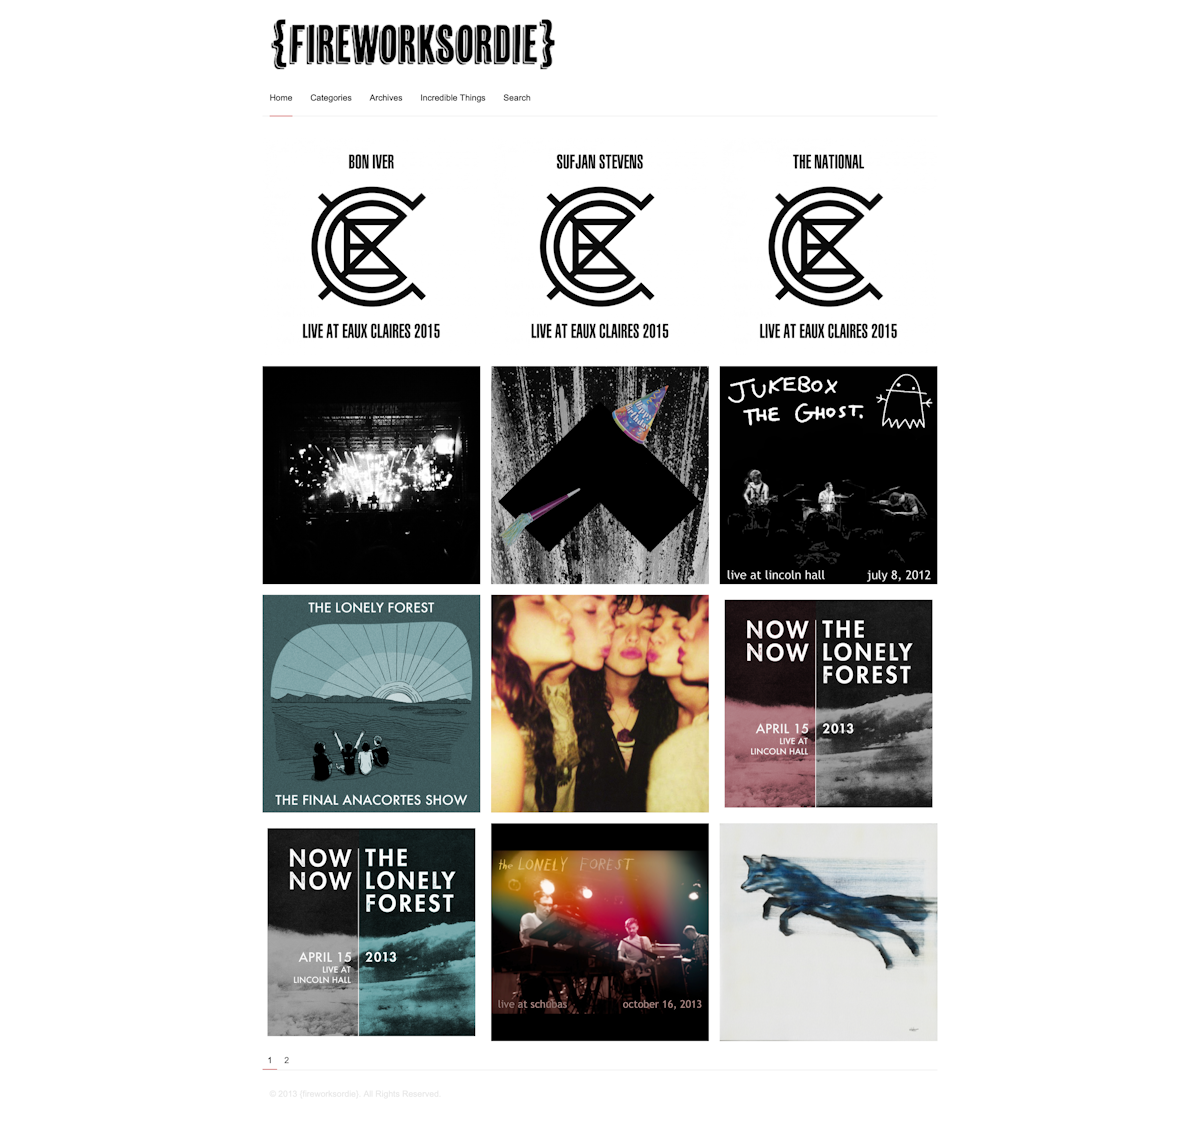 {FIREWORKSORDIE}
Home Categories Archives Incredible Things Search
BON IVER
LIVE AT EAUX CLAIRES 2015
SUFJAN STEVENS
LIVE AT EAUX CLAIRES 2015
THE NATIONAL
LIVE AT EAUX CLAIRES 2015
happy
birthday
JUKEBOX
THE GHOST.
live at lincoln hall july 8, 2012
THE LONELY FOREST
THE FINAL ANACORTES SHOW
NOW
NOW
THE
LONELY
FOREST
APRIL 15 2013
LIVE AT
LINCOLN HALL
NOW
NOW
THE
LONELY
FOREST
APRIL 15 2013
LIVE AT
LINCOLN HALL
the LONELY FOREST
live at schubas october 16, 2013
1 2
© 2013 {fireworksordie}. All Rights Reserved.